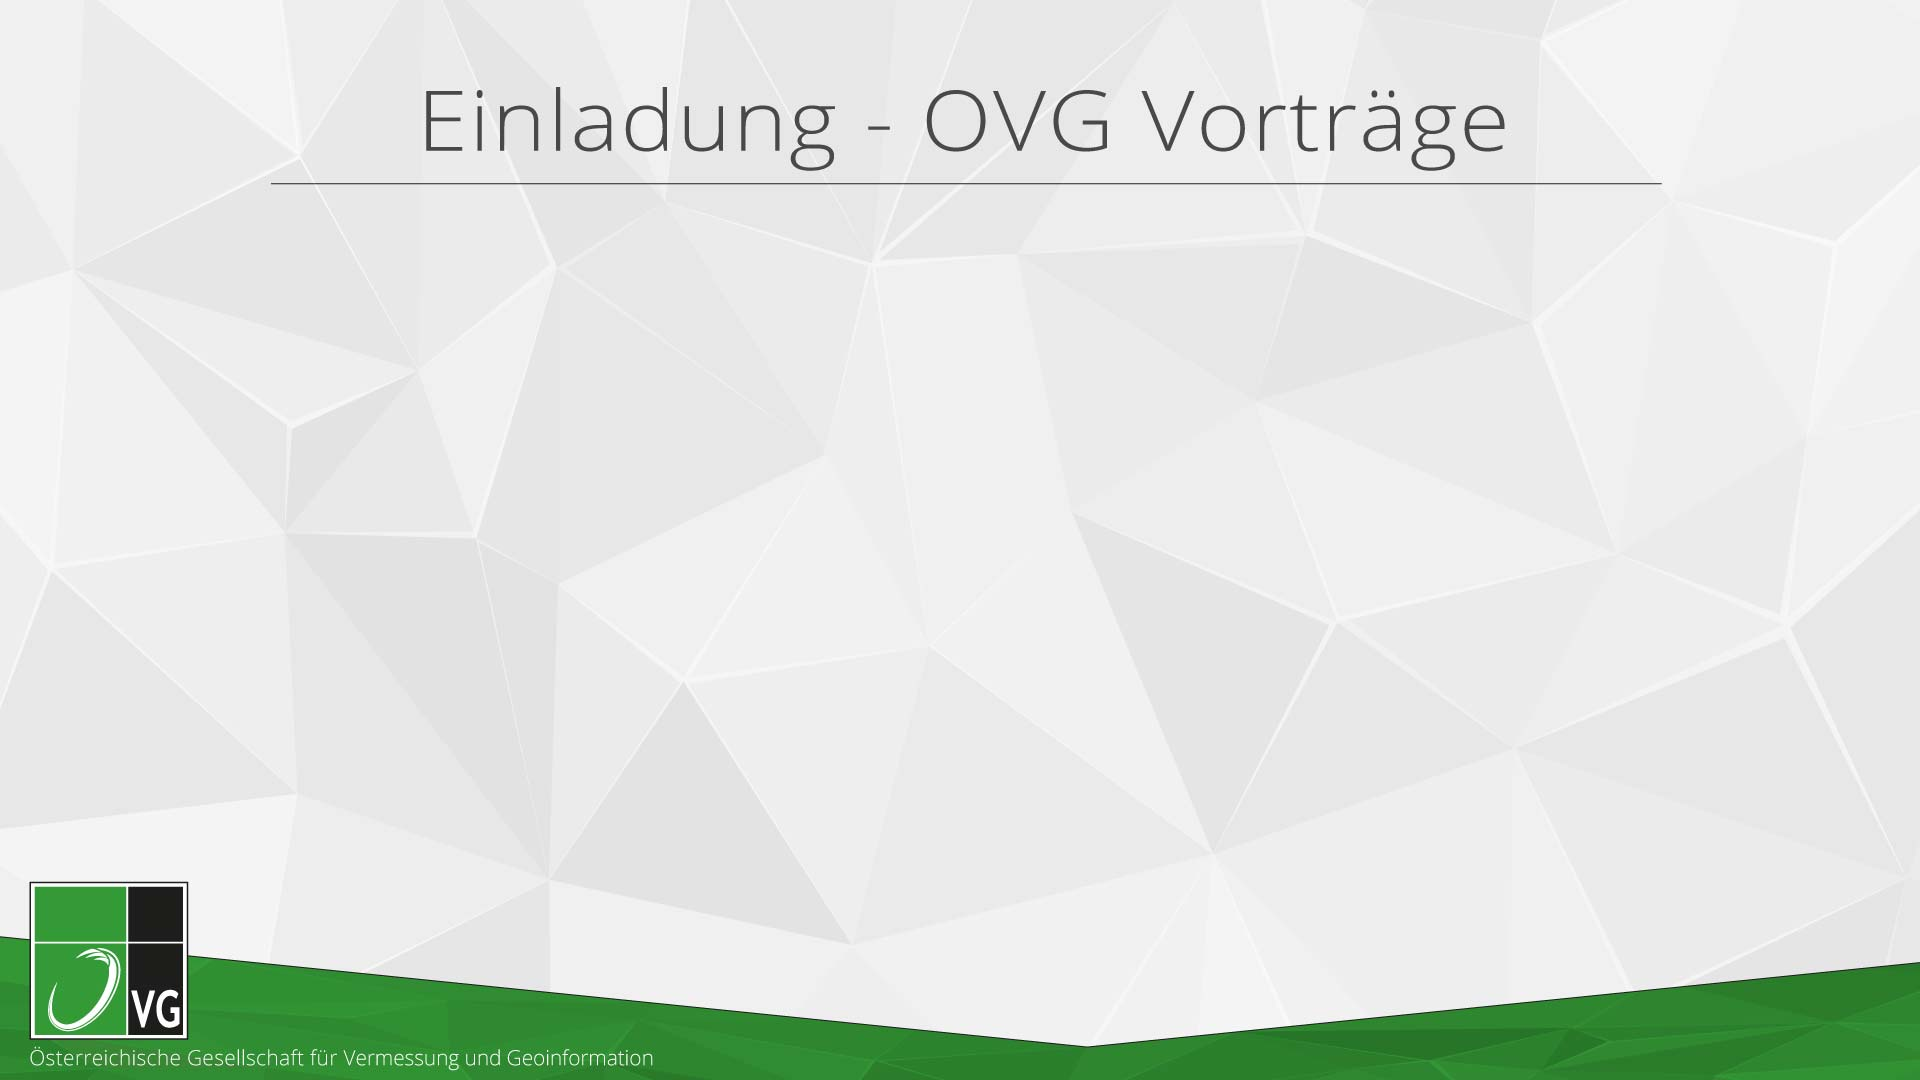 Einladung - OVG Vorträge
VG
Österreichische Gesellschaft für Vermessung und Geoinformation